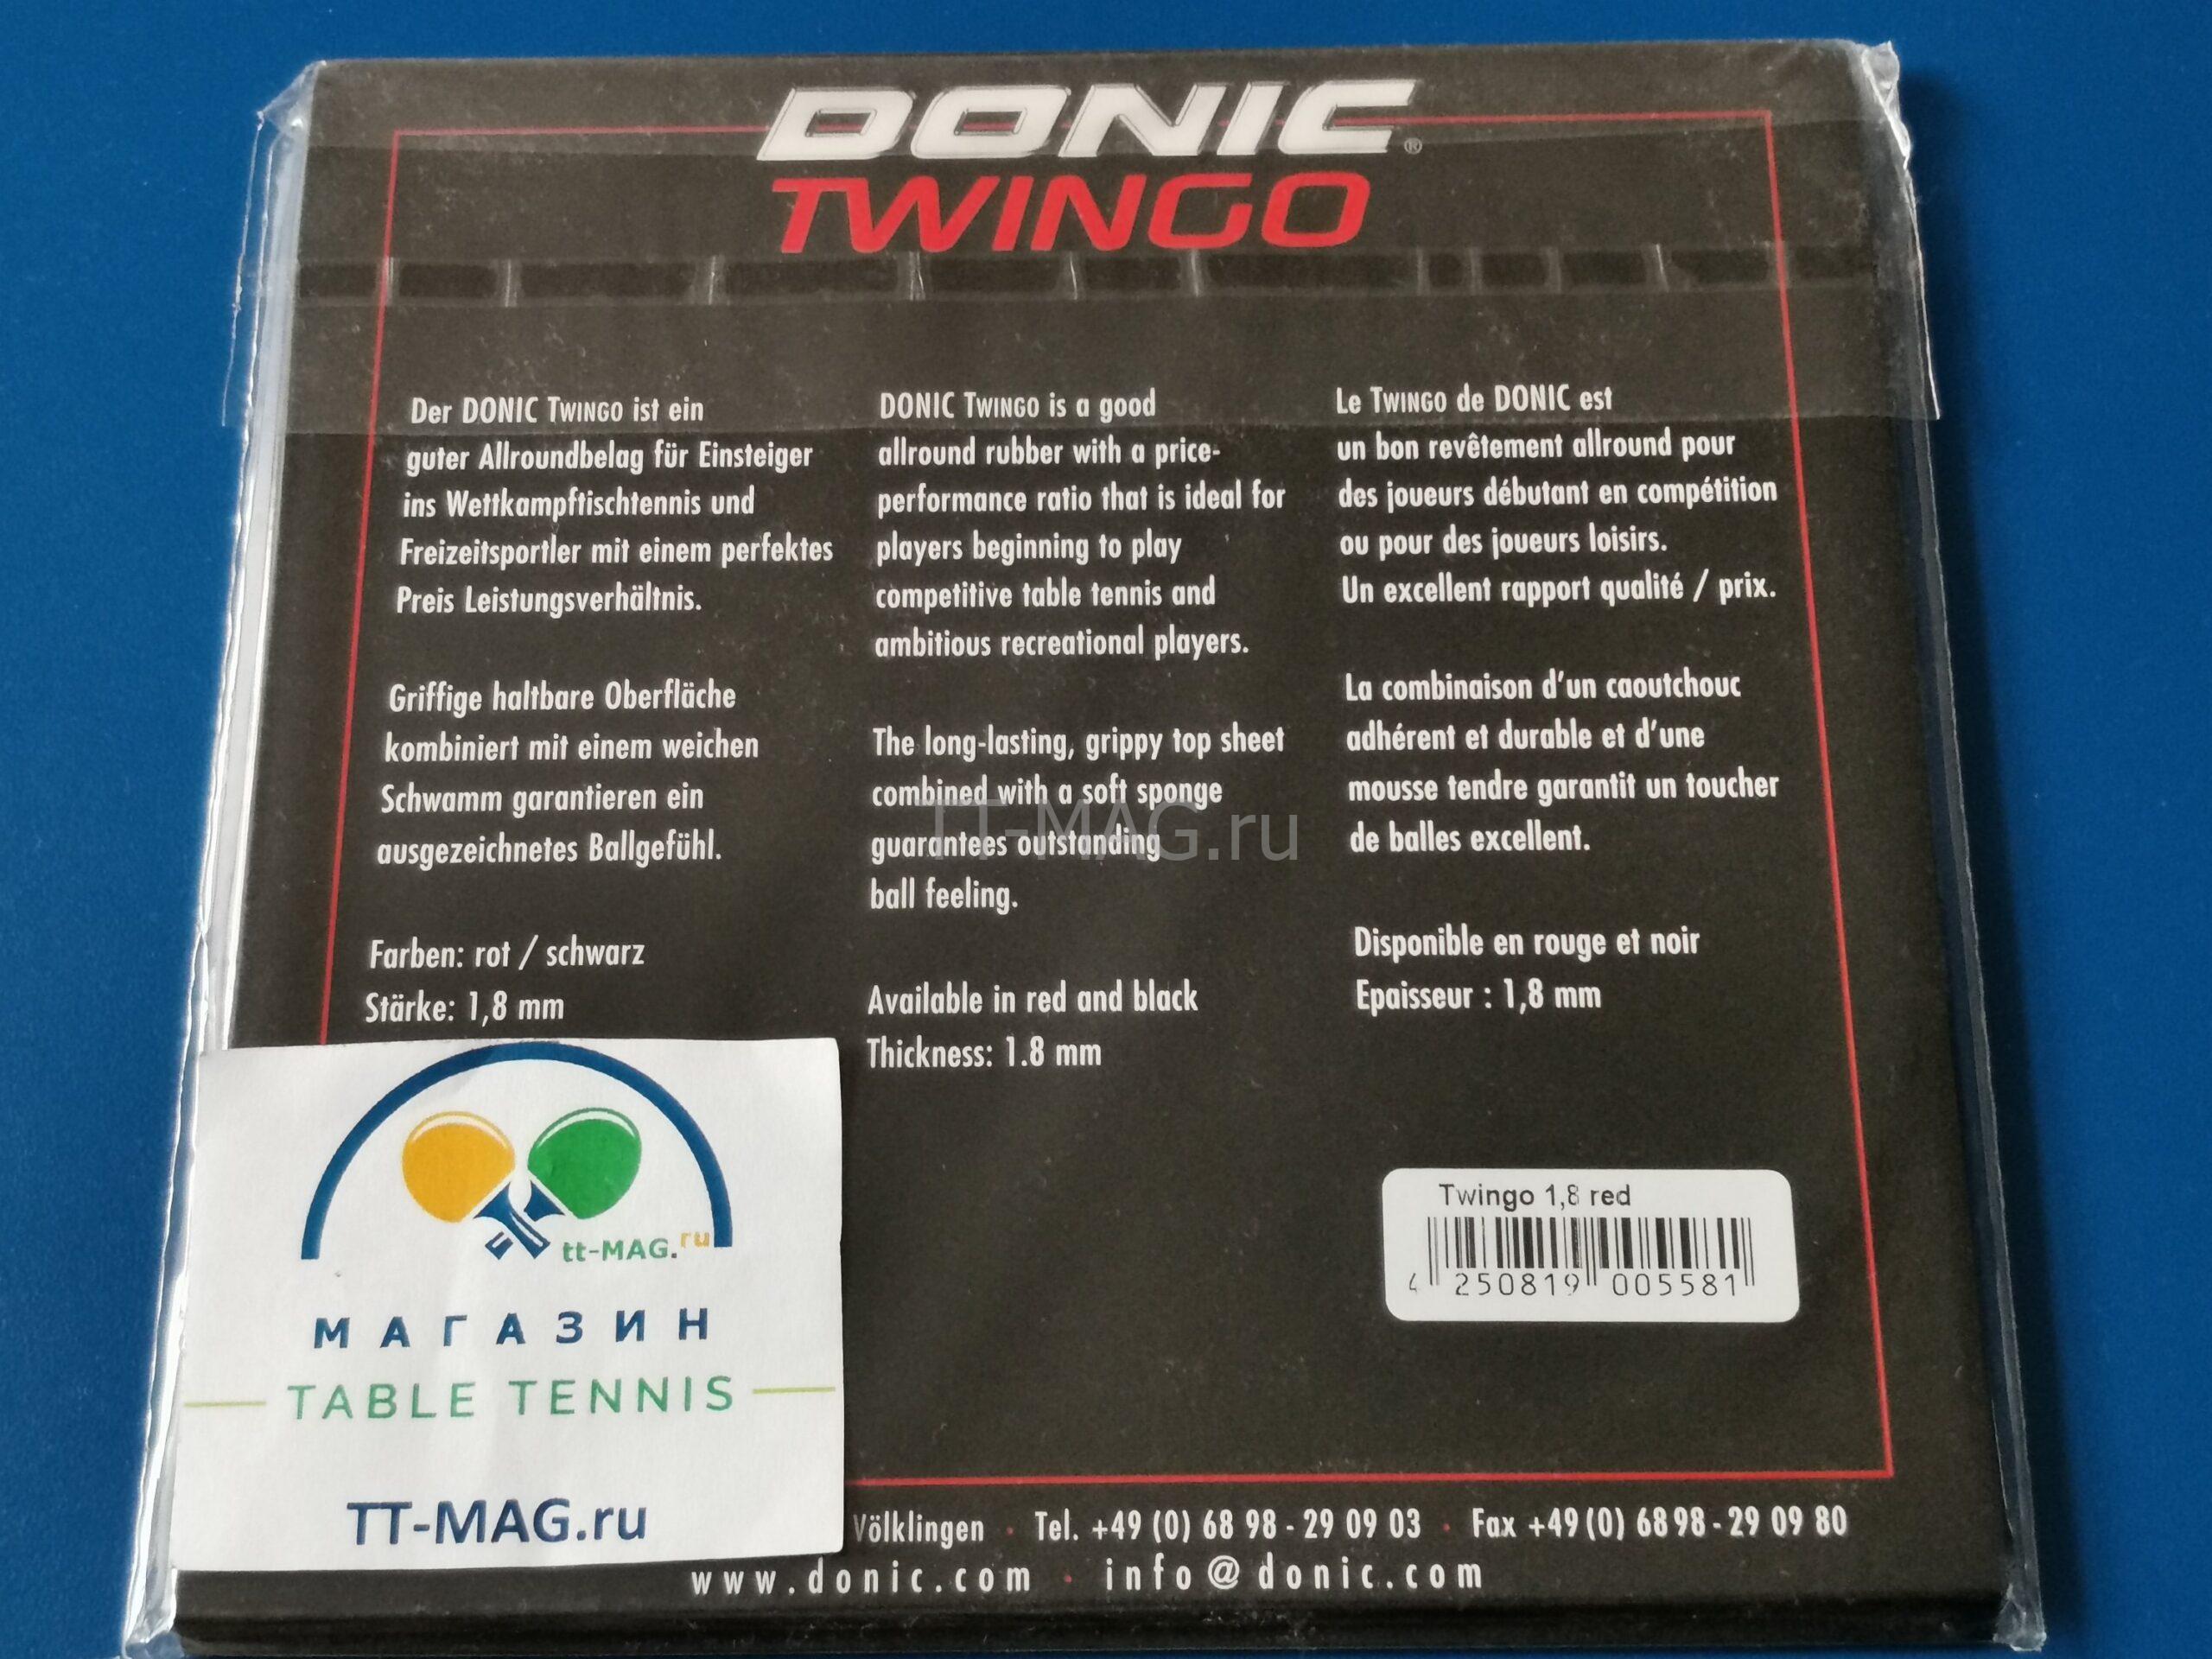 DONIC®
TWINGO
Der DONIC TWINGO ist ein
guter Allroundbelag für Einsteiger
ins Wettkampftischtennis und
Freizeitsportler mit einem perfektes
Preis Leistungsverhältnis.
Griffige haltbare Oberfläche
kombiniert mit einem weichen
Schwamm garantieren ein
ausgezeichnetes Ballgefühl.
Farben: rot / schwarz
Stärke: 1,8 mm
DONIC TWINGO is a good
allround rubber with a price-
performance ratio that is ideal for
players beginning to play
competitive table tennis and
ambitious recreational players.
The long-lasting, grippy top sheet
combined with a soft sponge
guarantees outstanding
ball feeling.
Available in red and black
Thickness: 1.8 mm
Le TWINGO de DONIC est
un bon revêtement allround pour
des joueurs débutant en compétition
ou pour des joueurs loisirs.
Un excellent rapport qualité / prix.
La combinaison d'un caoutchouc
adhérent et durable et d'une
mousse tendre garantit un toucher
de balles excellent.
Disponible en rouge et noir
Epaisseur : 1,8 mm
TT-MAG.ru
Twingo 1,8 red
4 250819 005581
tt-MAG.ru
МАГАЗИН
TABLE TENNIS
TT-MAG.ru
Völklingen · Tel. +49 (0) 68 98 - 29 09 03 · Fax +49 (0) 68 98 - 29 09 80
www.donic.com · info@donic.com